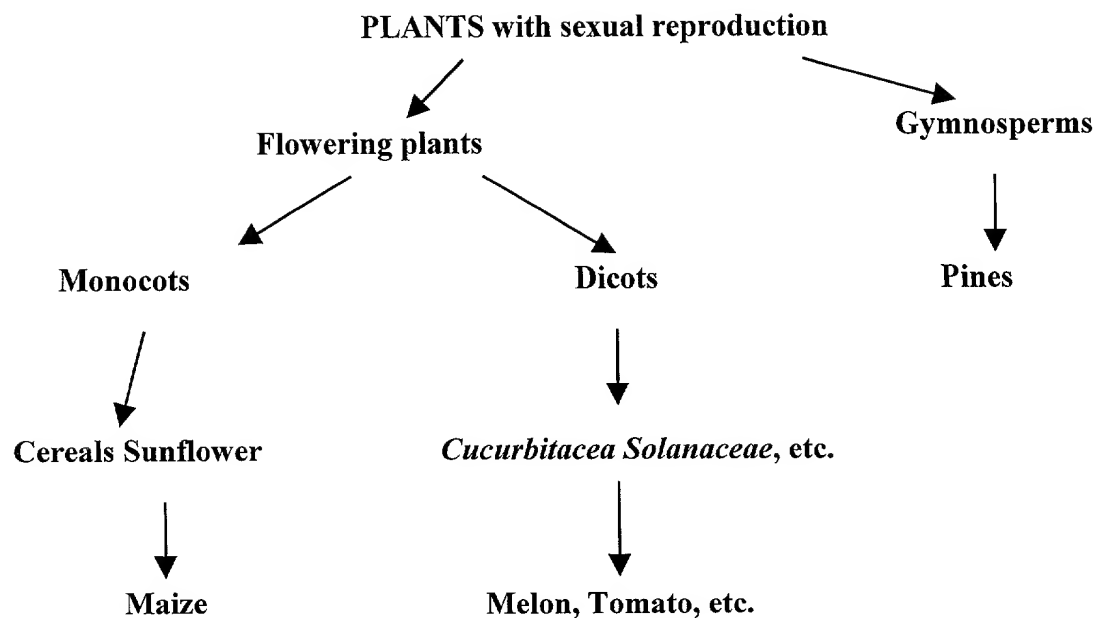 PLANTS with sexual reproduction
Flowering plants
Gymnosperms
Monocots
Dicots
Pines
Cereals Sunflower
Cucurbitacea Solanaceae, etc.
Maize
Melon, Tomato, etc.